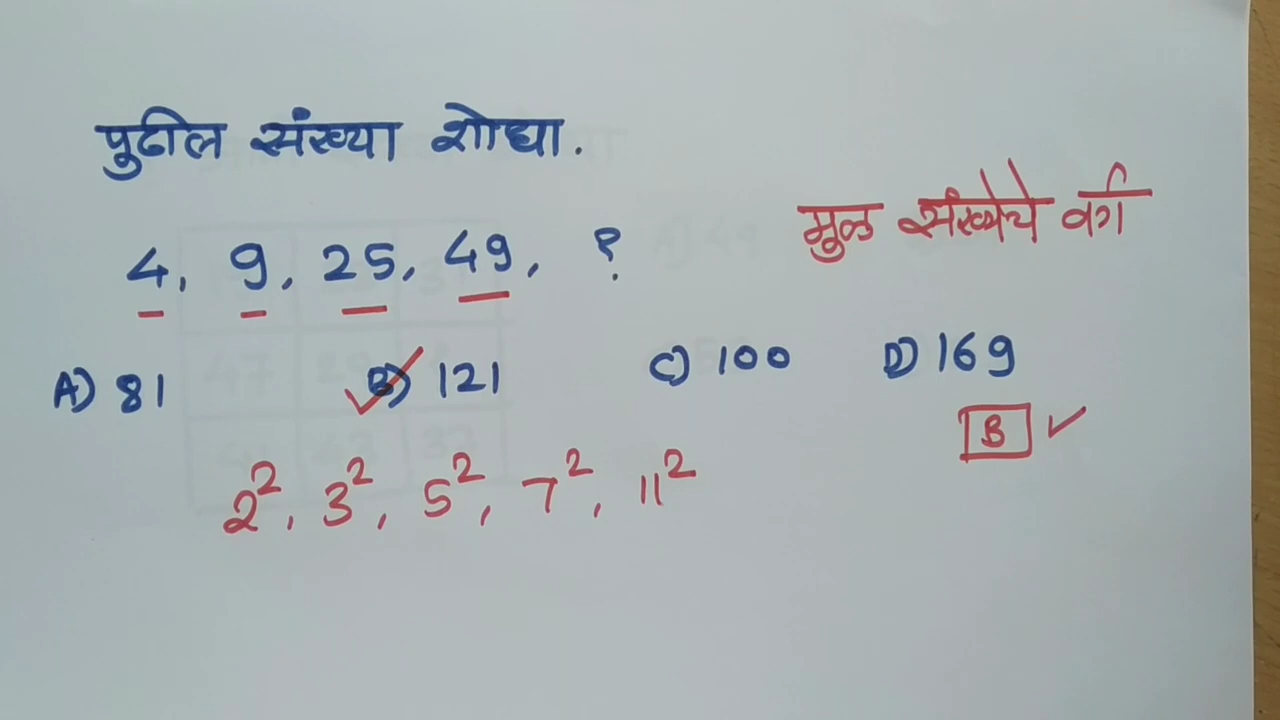 पुढील संख्या शोधा.
मूळ संख्येचे वर्ग
4, 9, 25, 49, ?
A) 81 B) 121 C) 100 D) 169
B
2², 3², 5², 7², 11²